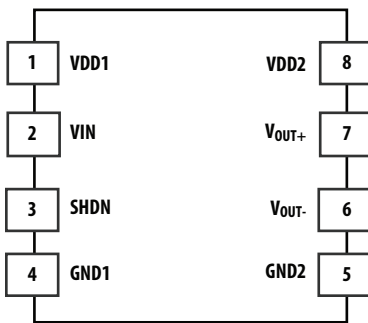 1 VDD1 VDD2 8
2 VIN VOUT+ 7
3 SHDN VOUT- 6
4 GND1 GND2 5